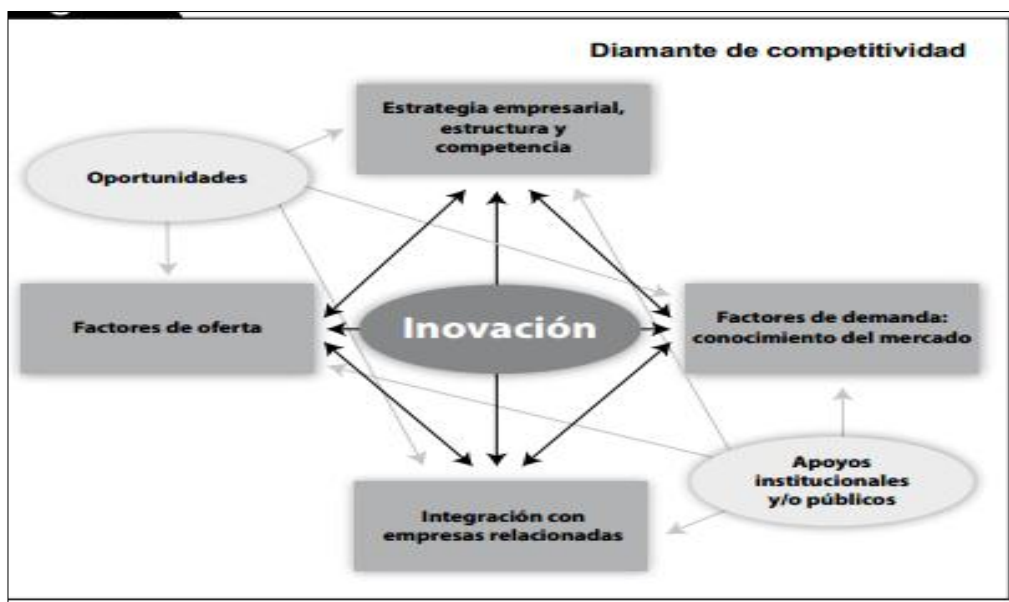 Diamante de competitividad
Estrategia empresarial,
estructura y
competencia
Oportunidades
Factores de oferta
Inovación
Factores de demanda:
conocimiento del mercado
Apoyos
institucionales
y/o públicos
Integración con
empresas relacionadas